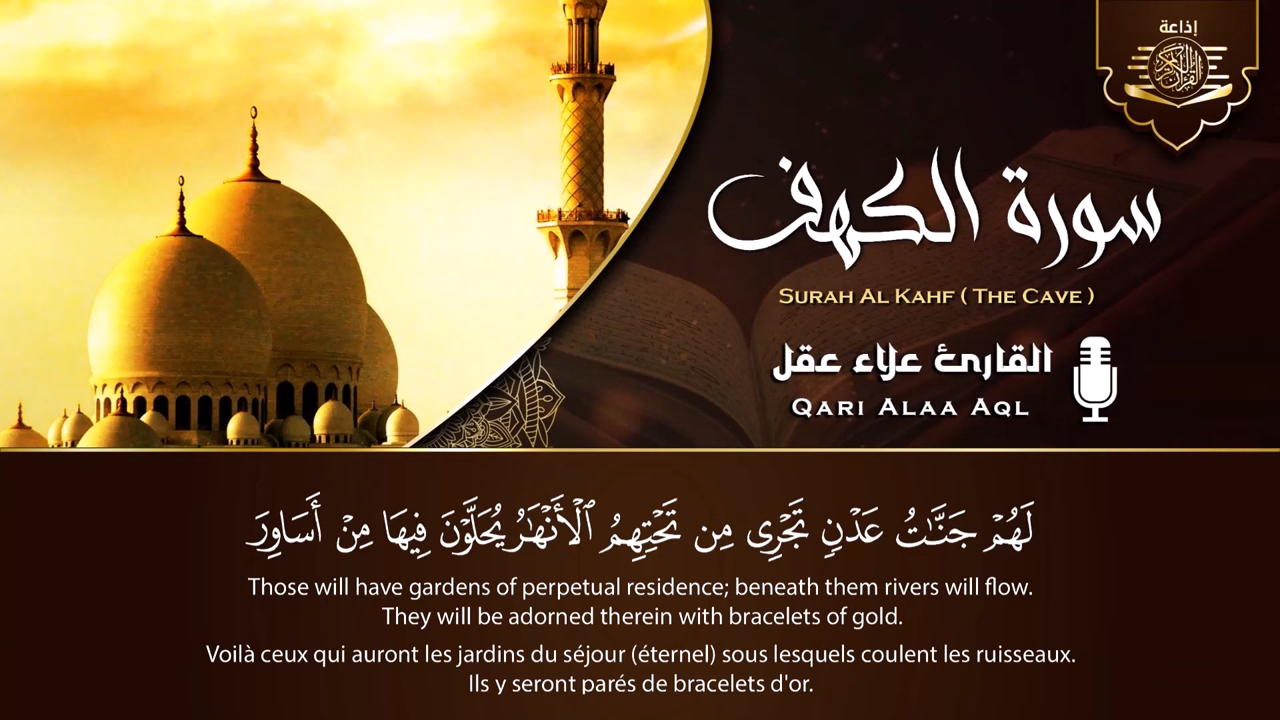 إذاعة
القرآن الكريم
سورة الكهف
SURAH AL KAHF ( THE CAVE )
القارئ علاء عقل
QARI ALAA AQL
لَهُمْ جَنَّـٰتُ عَدْنٍ تَجْرِى مِن تَحْتِهِمُ ٱلْأَنْهَـٰرُ يُحَلَّوْنَ فِيهَا مِنْ أَسَاوِرَ
Those will have gardens of perpetual residence; beneath them rivers will flow.
They will be adorned therein with bracelets of gold.
Voilà ceux qui auront les jardins du séjour (éternel) sous lesquels coulent les ruisseaux.
Ils y seront parés de bracelets d'or.